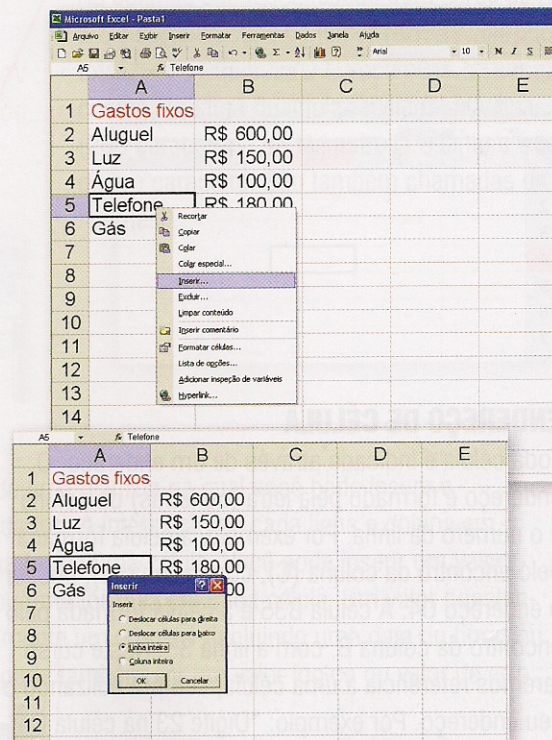 Microsoft Excel - Pasta1
Arquivo Editar Exibir Inserir Formatar Ferramentas Dados Janela Ajuda
Arial 10 N I S
A5 fx Telefone
A B C D E
1 Gastos fixos
2 Aluguel R$ 600,00
3 Luz R$ 150,00
4 Água R$ 100,00
5 Telefone R$ 180,00
6 Gás
7
8
9
10
11
12
13
14
Recortar
Copiar
Colar
Colar especial...
Inserir...
Excluir...
Limpar conteúdo
Inserir comentário
Formatar células...
Lista de opções...
Adicionar inspeção de variáveis
Hyperlink...
A5 fx Telefone
A B C D E
1 Gastos fixos
2 Aluguel R$ 600,00
3 Luz R$ 150,00
4 Água R$ 100,00
5 Telefone R$ 180,00
6 Gás 00
7
8
9
10
11
12
Inserir
Inserir
Deslocar células para direita
Deslocar células para baixo
Linha inteira
Coluna inteira
OK Cancelar